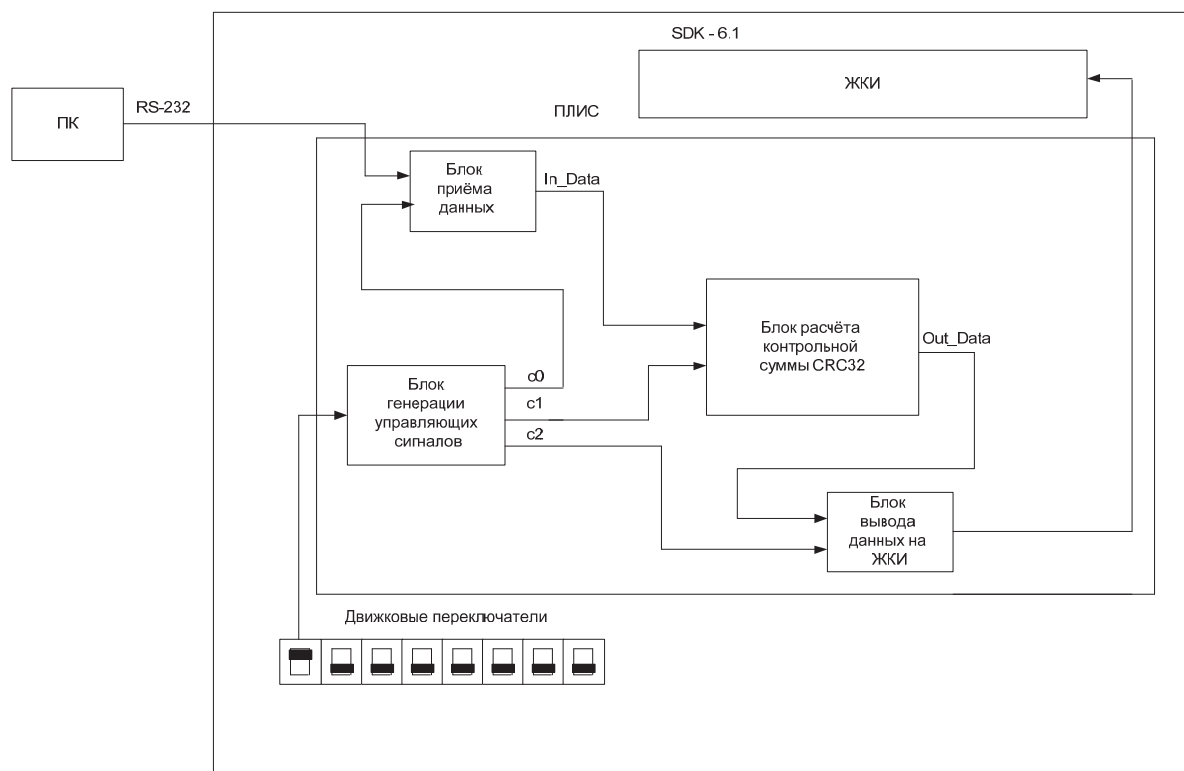 SDK - 6.1
ЖКИ
ПЛИС
ПК
RS-232
Блок
приёма
данных
In_Data
Блок расчёта
контрольной
суммы CRC32
Out_Data
Блок
генерации
управляющих
сигналов
c0
c1
c2
Блок
вывода
данных на
ЖКИ
Движковые переключатели